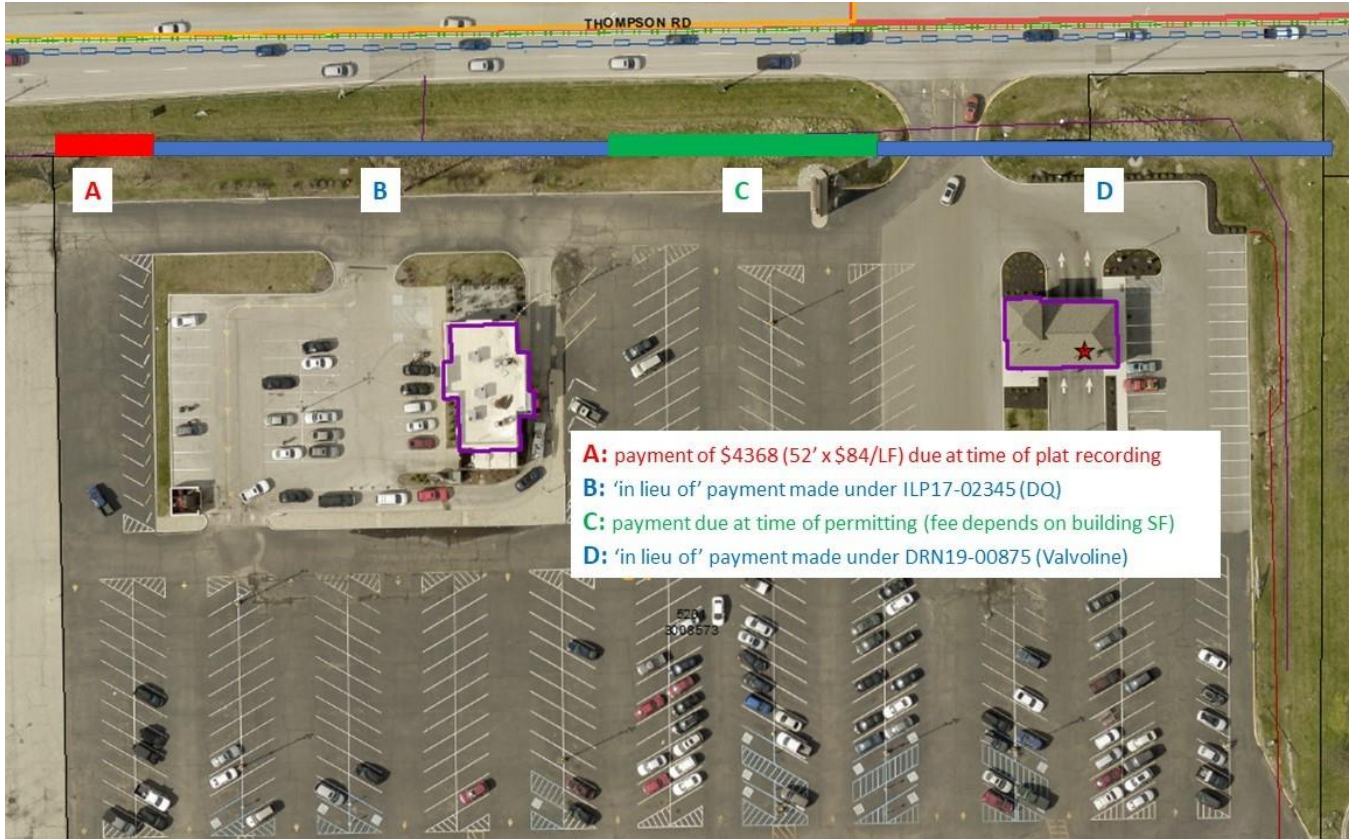 THOMPSON RD
A
B
C
D
A: payment of $4368 (52' x $84/LF) due at time of plat recording
B: 'in lieu of' payment made under ILP17-02345 (DQ)
C: payment due at time of permitting (fee depends on building SF)
D: 'in lieu of' payment made under DRN19-00875 (Valvoline)
3008573